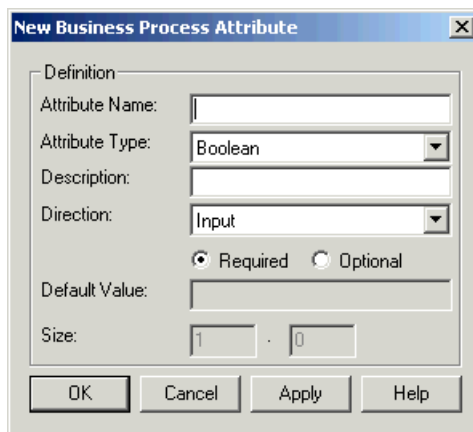 New Business Process Attribute
Definition
Attribute Name:
Attribute Type: Boolean
Description:
Direction: Input
Required Optional
Default Value:
Size: 1 . 0
OK Cancel Apply Help